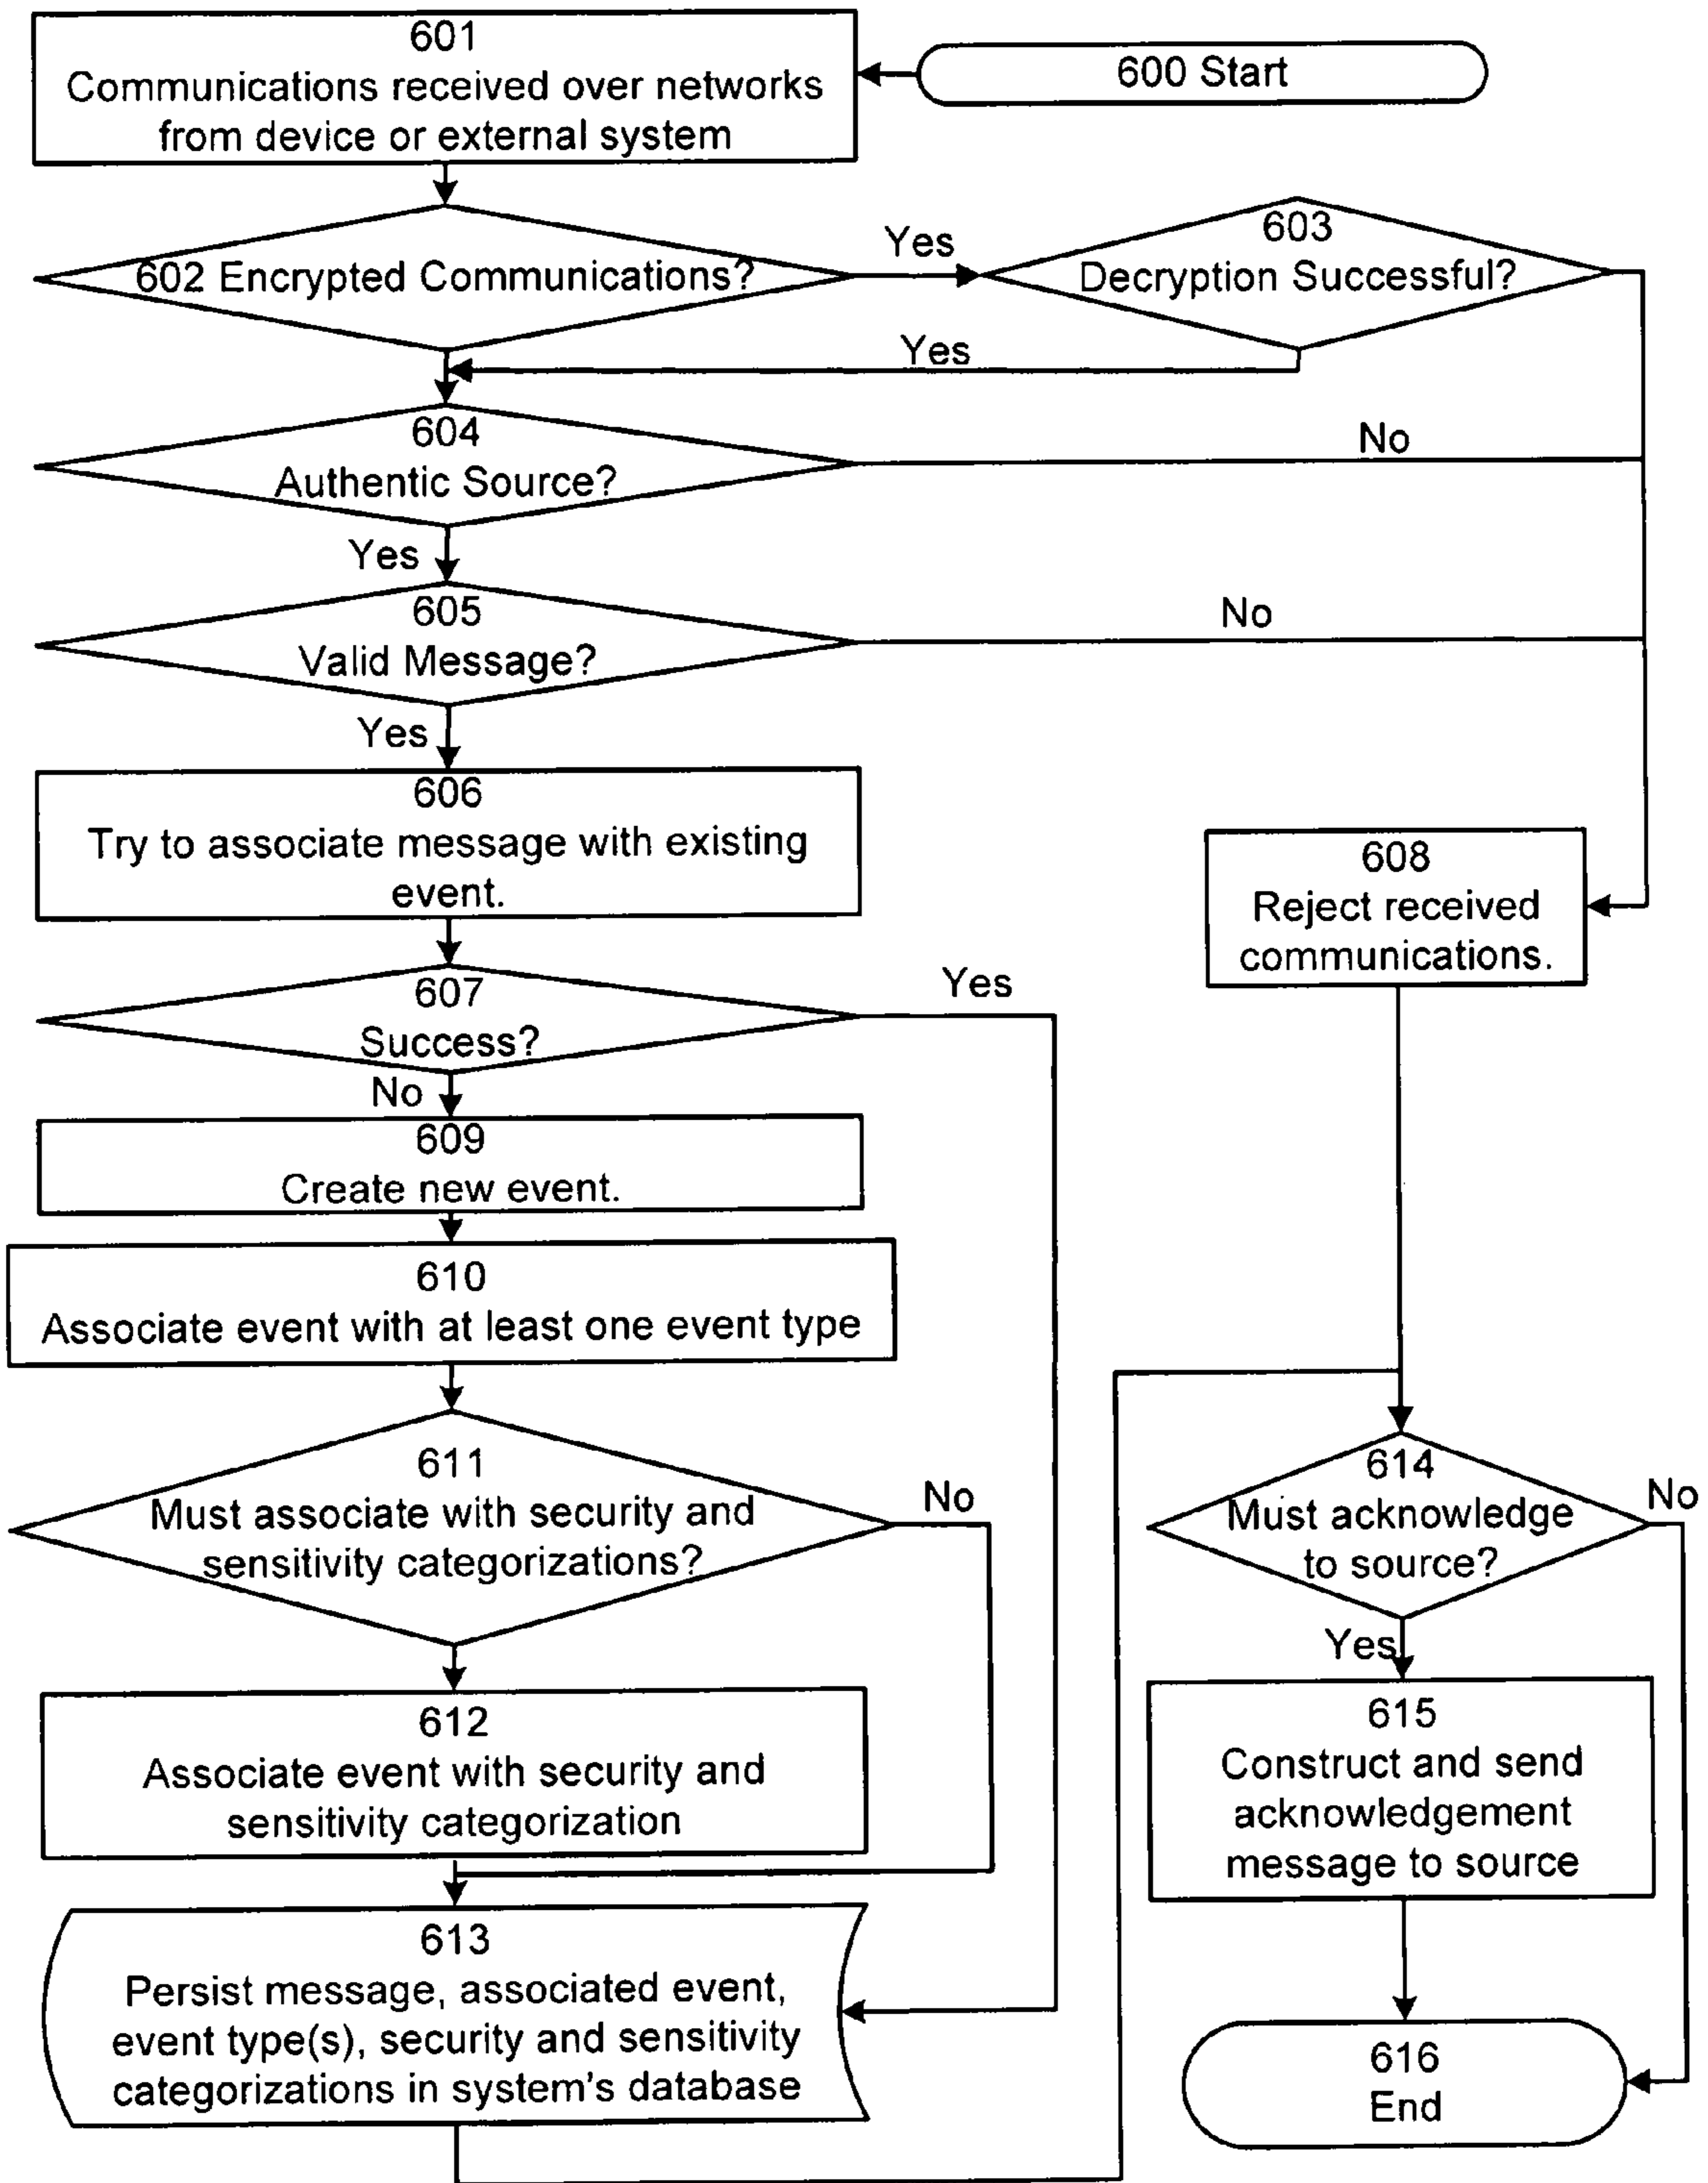 601
Communications received over networks
from device or external system
600 Start
602 Encrypted Communications?
Yes
603
Decryption Successful?
Yes
604
Authentic Source?
No
Yes
605
Valid Message?
No
Yes
606
Try to associate message with existing
event.
608
Reject received
communications.
607
Success?
Yes
No
609
Create new event.
610
Associate event with at least one event type
611
Must associate with security and
sensitivity categorizations?
No
612
Associate event with security and
sensitivity categorization
613
Persist message, associated event,
event type(s), security and sensitivity
categorizations in system's database
614
Must acknowledge
to source?
No
Yes
615
Construct and send
acknowledgement
message to source
616
End